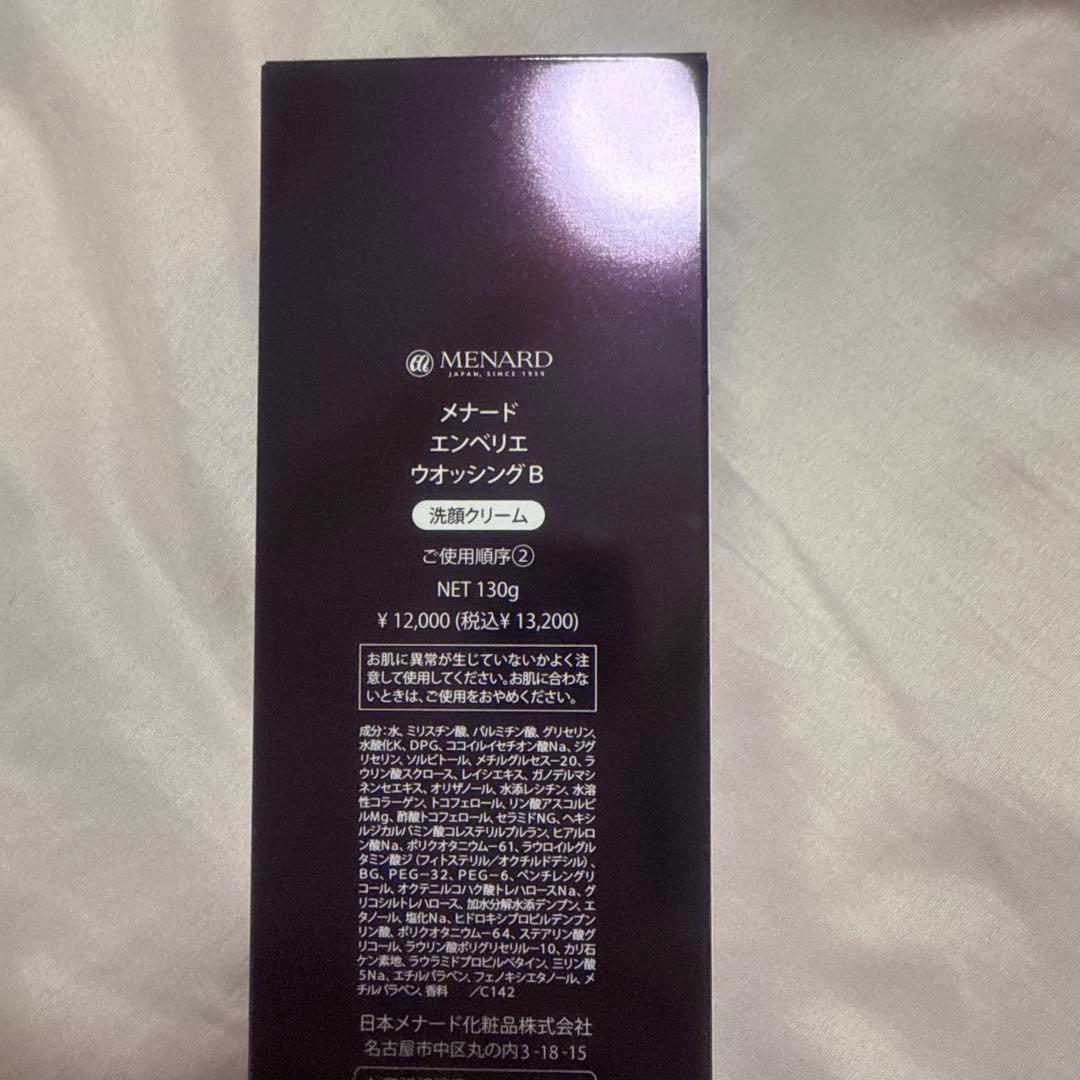 MENARD
JAPAN, SINCE 1959
メナード
エンベリエ
ウオッシング B
洗顔クリーム
ご使用順序②
NET 130g
¥ 12,000 (税込¥ 13,200)
お肌に異常が生じていないかよく注
意して使用してください。お肌に合わな
いときは、ご使用をおやめください。
成分:水、ミリスチン酸、パルミチン酸、グリセリン、
水酸化K、DPG、ココイルイセチオン酸Na、ジグ
リセリン、ソルビトール、メチルグルセス-20、ラ
ウリン酸スクロース、レイシエキス、ガノデルマシ
ネンセエキス、オリザノール、水添レシチン、水溶
性コラーゲン、トコフェロール、リン酸アスコルビ
ルMg、酢酸トコフェロール、セラミドNG、ヘキシ
ルジカルバミン酸コレステリルプルラン、ヒアルロ
ン酸Na、ポリクオタニウム-61、ラウロイルグル
タミン酸ジ(フィトステリル/オクチルドデシル)、
BG、PEG-32、PEG-6、ペンチレングリ
コール、オクテニルコハク酸トレハロースNa、グ
リコシルトレハロース、加水分解水添デンプン、エ
タノール、塩化Na、ヒドロキシプロピルデンプン
リン酸、ポリクオタニウム-64、ステアリン酸グ
リコール、ラウリン酸ポリグリセリル-10、カリ石
ケン素地、ラウラミドプロピルベタイン、三リン酸
5Na、エチルパラベン、フェノキシエタノール、メ
チルパラベン、香料 /C142
日本メナード化粧品株式会社
名古屋市中区丸の内3-18-15